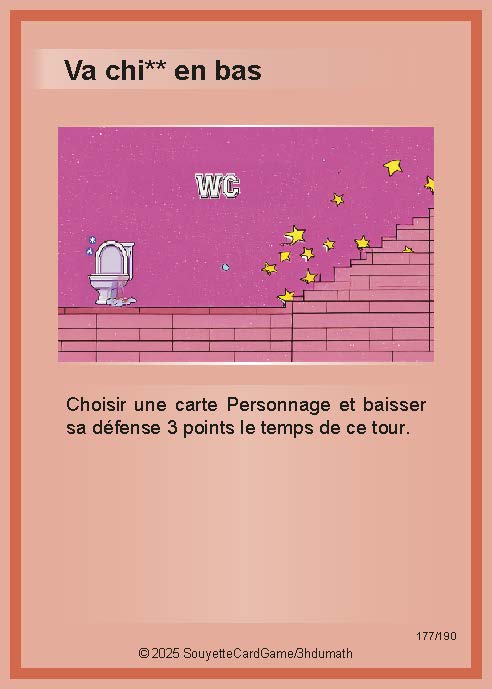 Va chi** en bas
WC
Choisir une carte Personnage et baisser
sa défense 3 points le temps de ce tour.
177/190
© 2025 SouyetteCardGame/3hdumath